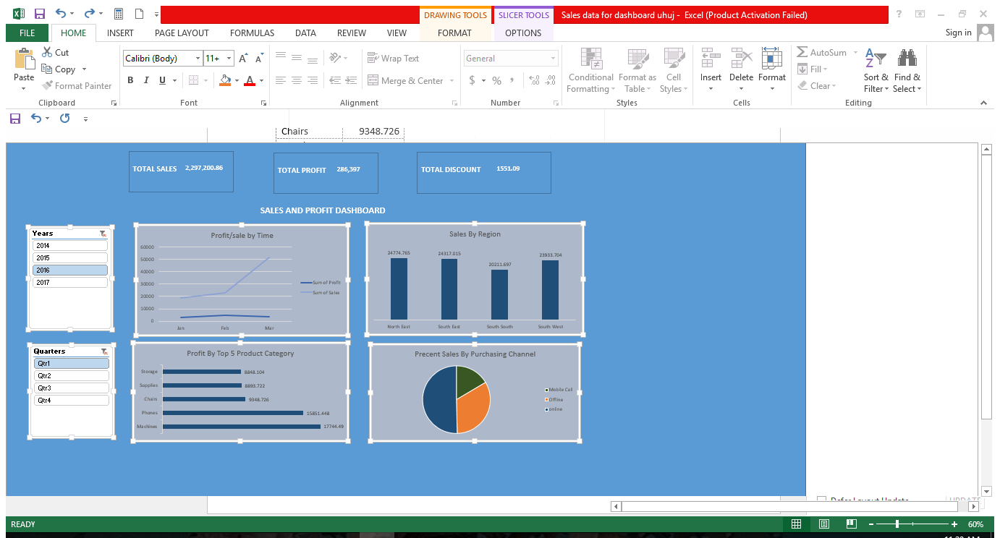 DRAWING TOOLS SLICER TOOLS Sales data for dashboard uhuj - Excel (Product Activation Failed) ?
FILE HOME INSERT PAGE LAYOUT FORMULAS DATA REVIEW VIEW FORMAT OPTIONS Sign in
Paste
Cut
Copy
Format Painter
Clipboard
Calibri (Body) 11+
B I U
Font
Wrap Text
Merge & Center
Alignment
General
$ %
Number
Conditional Formatting
Format as Table
Cell Styles
Styles
Insert Delete Format
Cells
AutoSum
Fill
Clear
Sort & Filter
Find & Select
Editing
Chairs 9348.726
TOTAL SALES 2,297,200.86
TOTAL PROFIT 286,397
TOTAL DISCOUNT 1551.09
SALES AND PROFIT DASHBOARD
Years
2014
2015
2016
2017
Profit/sale by Time
60000
50000
40000
30000
20000
10000
0
Jan Feb Mar
Sum of Profit
Sum of Sales
Sales By Region
24774.765 24317.015 20211.697 23933.704
North East South East South South South West
Quarters
Qtr1
Qtr2
Qtr3
Qtr4
Profit By Top 5 Product Category
Storage 8848.104
Supplies 8893.722
Chairs 9348.726
Phones 15851.448
Machines 17744.49
Precent Sales By Purchasing Channel
Mobile Call
Offline
online
Defer Layout Update UPDATE
READY 60%